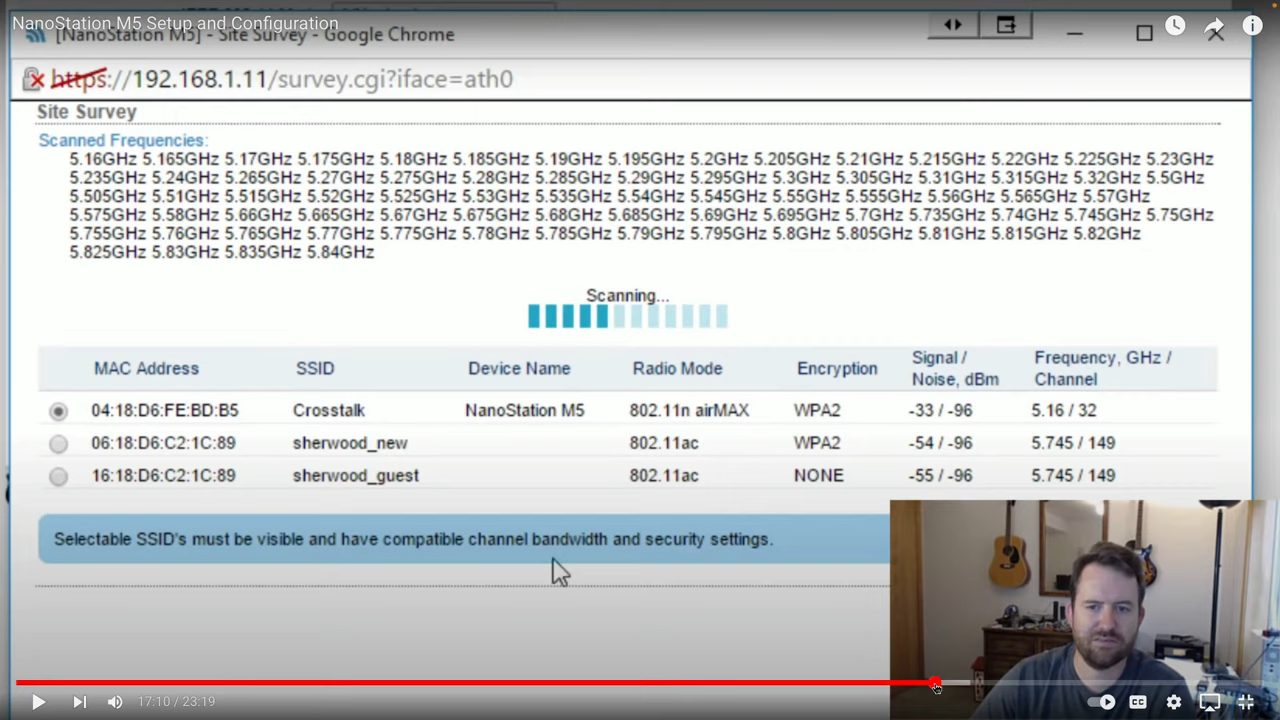 NanoStation M5 Setup and Configuration
[NanoStation M5] - Site Survey - Google Chrome
https://192.168.1.11/survey.cgi?iface=ath0
Site Survey
Scanned Frequencies:
5.16GHz 5.165GHz 5.17GHz 5.175GHz 5.18GHz 5.185GHz 5.19GHz 5.195GHz 5.2GHz 5.205GHz 5.21GHz 5.215GHz 5.22GHz 5.225GHz 5.23GHz
5.235GHz 5.24GHz 5.265GHz 5.27GHz 5.275GHz 5.28GHz 5.285GHz 5.29GHz 5.295GHz 5.3GHz 5.305GHz 5.31GHz 5.315GHz 5.32GHz 5.5GHz
5.505GHz 5.51GHz 5.515GHz 5.52GHz 5.525GHz 5.53GHz 5.535GHz 5.54GHz 5.545GHz 5.55GHz 5.555GHz 5.56GHz 5.565GHz 5.57GHz
5.575GHz 5.58GHz 5.66GHz 5.665GHz 5.67GHz 5.675GHz 5.68GHz 5.685GHz 5.69GHz 5.695GHz 5.7GHz 5.735GHz 5.74GHz 5.745GHz 5.75GHz
5.755GHz 5.76GHz 5.765GHz 5.77GHz 5.775GHz 5.78GHz 5.785GHz 5.79GHz 5.795GHz 5.8GHz 5.805GHz 5.81GHz 5.815GHz 5.82GHz
5.825GHz 5.83GHz 5.835GHz 5.84GHz
Scanning...
MAC Address SSID Device Name Radio Mode Encryption Signal / Noise, dBm Frequency, GHz / Channel
04:18:D6:FE:BD:B5 Crosstalk NanoStation M5 802.11n airMAX WPA2 -33 / -96 5.16 / 32
06:18:D6:C2:1C:89 sherwood_new 802.11ac WPA2 -54 / -96 5.745 / 149
16:18:D6:C2:1C:89 sherwood_guest 802.11ac NONE -55 / -96 5.745 / 149
Selectable SSID's must be visible and have compatible channel bandwidth and security settings.
17:10 / 23:19
CC